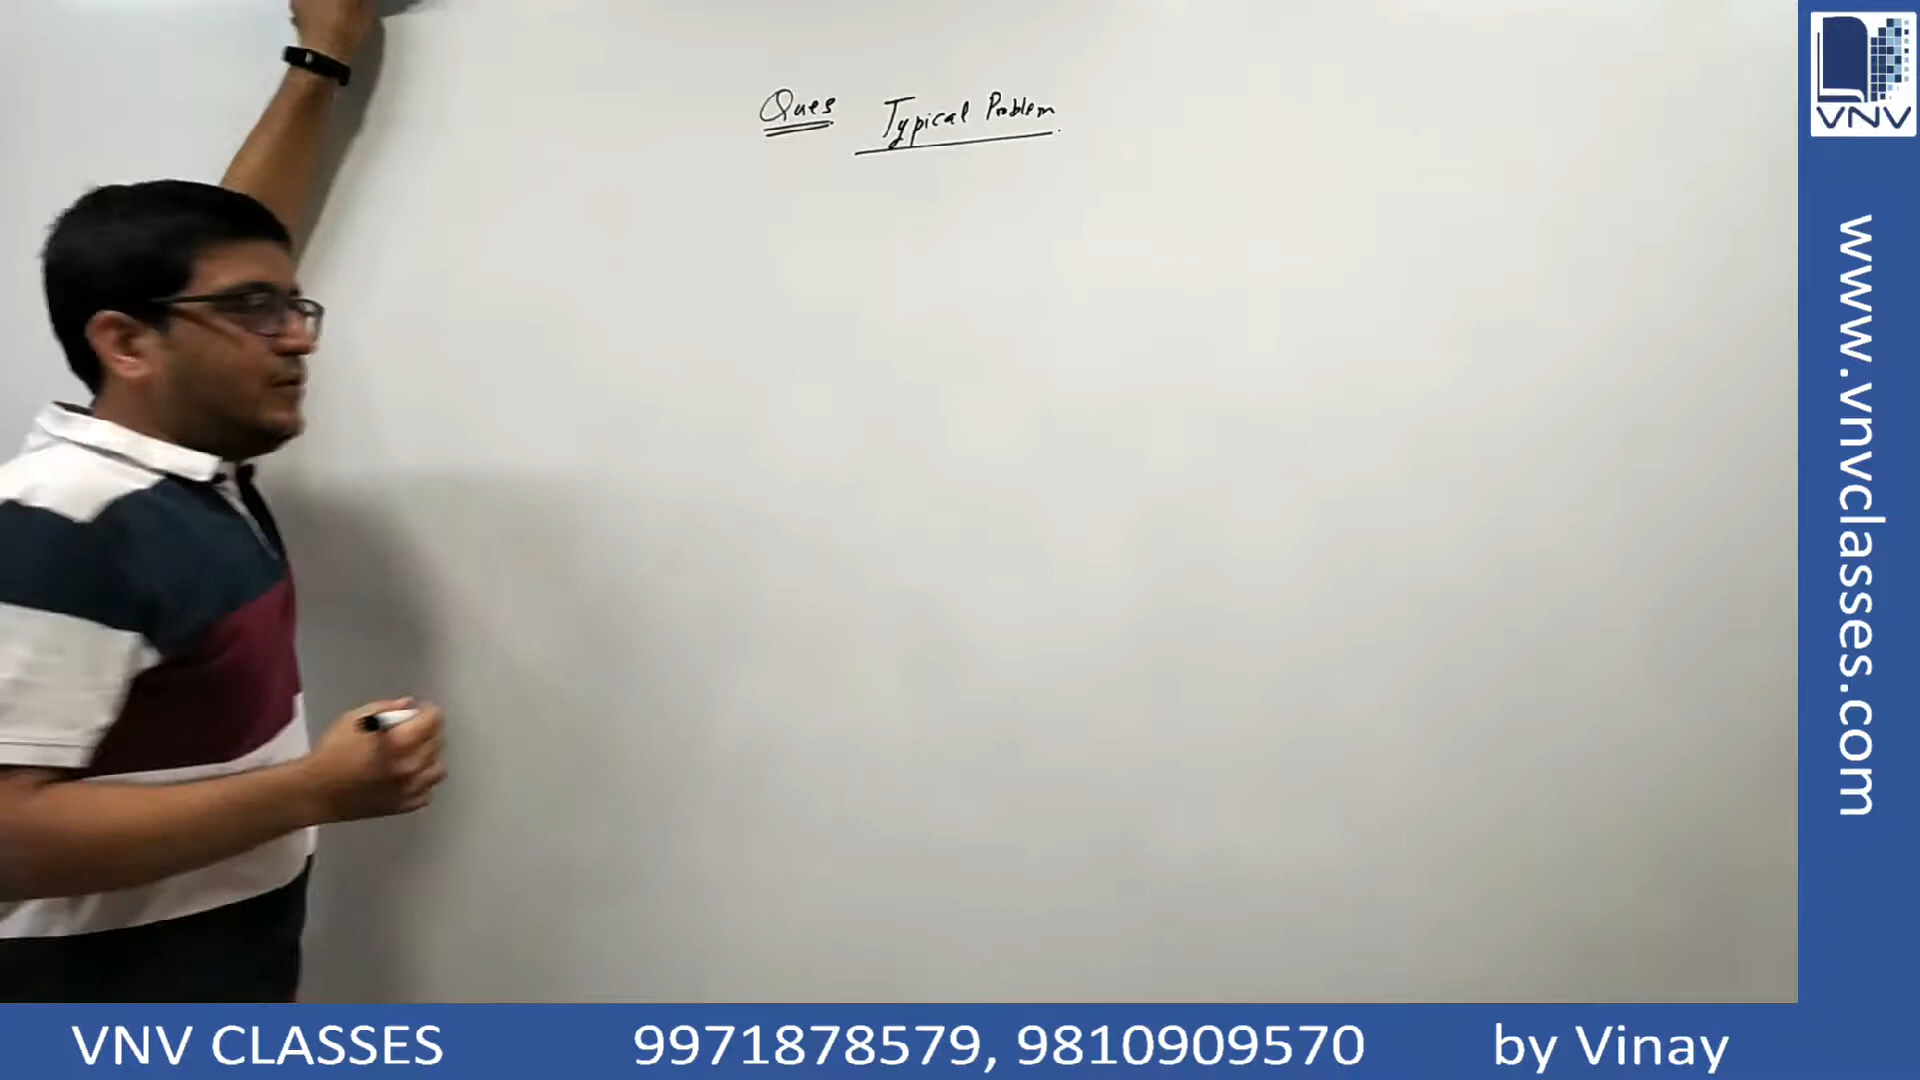 Ques Typical Problem
VNV
www.vnvclasses.com
VNV CLASSES 9971878579, 9810909570 by Vinay